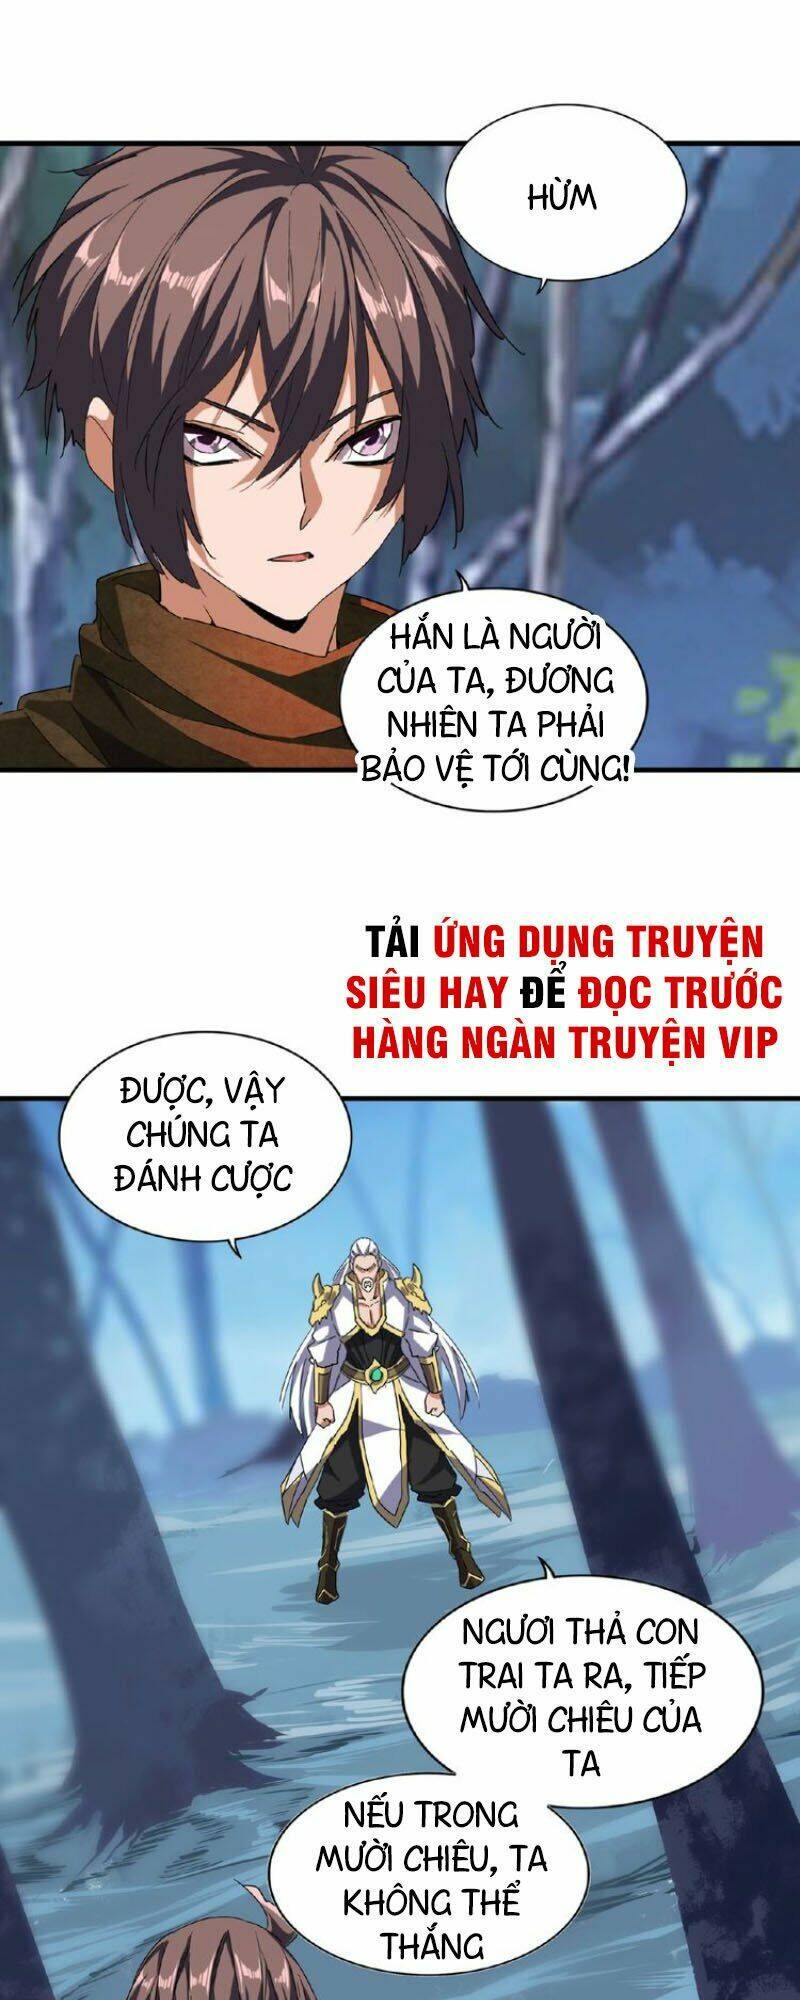 HỪM
HẮN LÀ NGƯỜI
CỦA TA, ĐƯƠNG
NHIÊN TA PHẢI
BẢO VỆ TỚI CÙNG!
TẢI ỨNG DỤNG TRUYỆN
SIÊU HAY ĐỂ ĐỌC TRƯỚC
HÀNG NGÀN TRUYỆN VIP
ĐƯỢC, VẬY
CHÚNG TA
ĐÁNH CƯỢC
NGƯƠI THẢ CON
TRAI TA RA, TIẾP
MƯỜI CHIÊU CỦA
TA
NẾU TRONG
MƯỜI CHIÊU, TA
KHÔNG THỂ
THẮNG